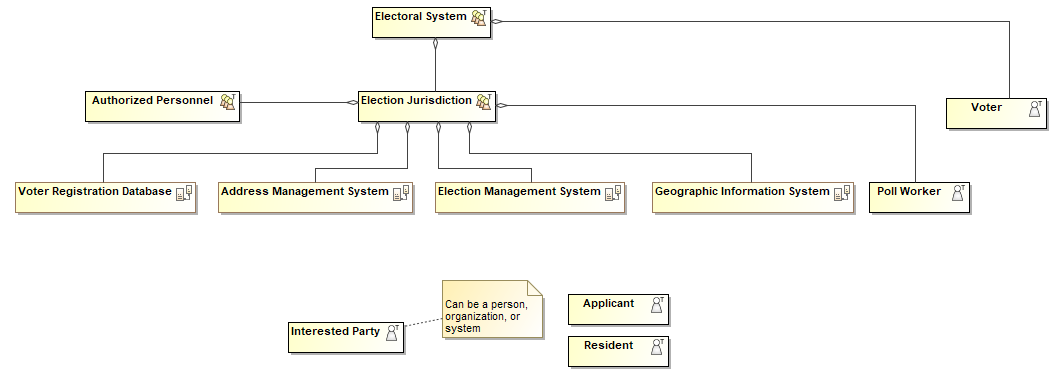 Electoral System
Authorized Personnel
Election Jurisdiction
Voter
Voter Registration Database
Address Management System
Election Management System
Geographic Information System
Poll Worker
Can be a person,
organization, or
system
Interested Party
Applicant
Resident